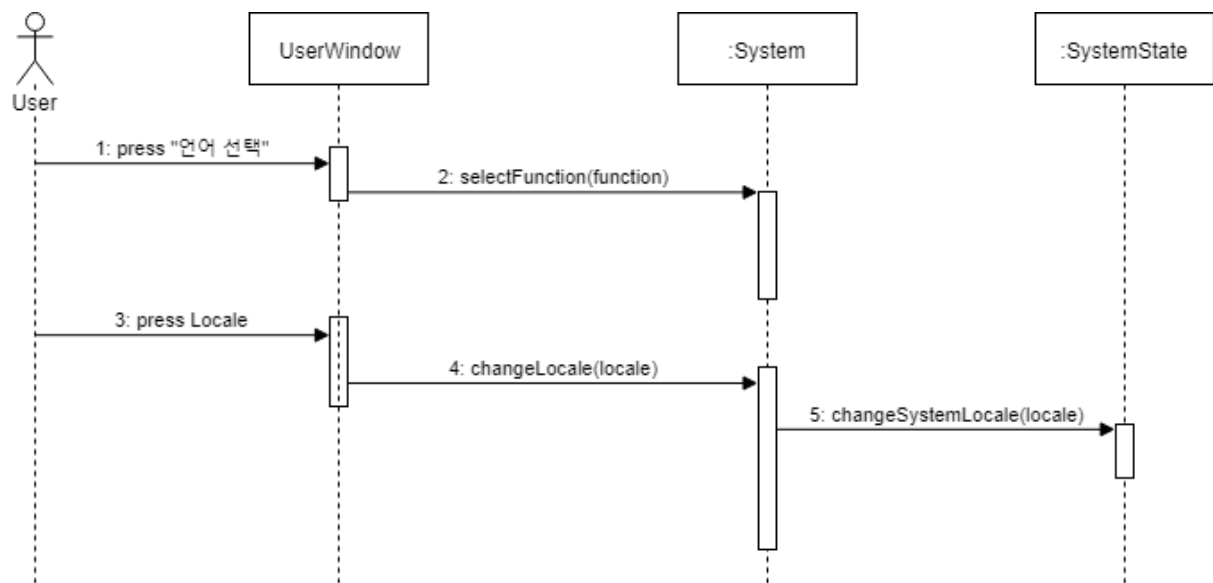 UserWindow
:System
:SystemState
User
1: press "언어 선택"
2: selectFunction(function)
3: press Locale
4: changeLocale(locale)
5: changeSystemLocale(locale)